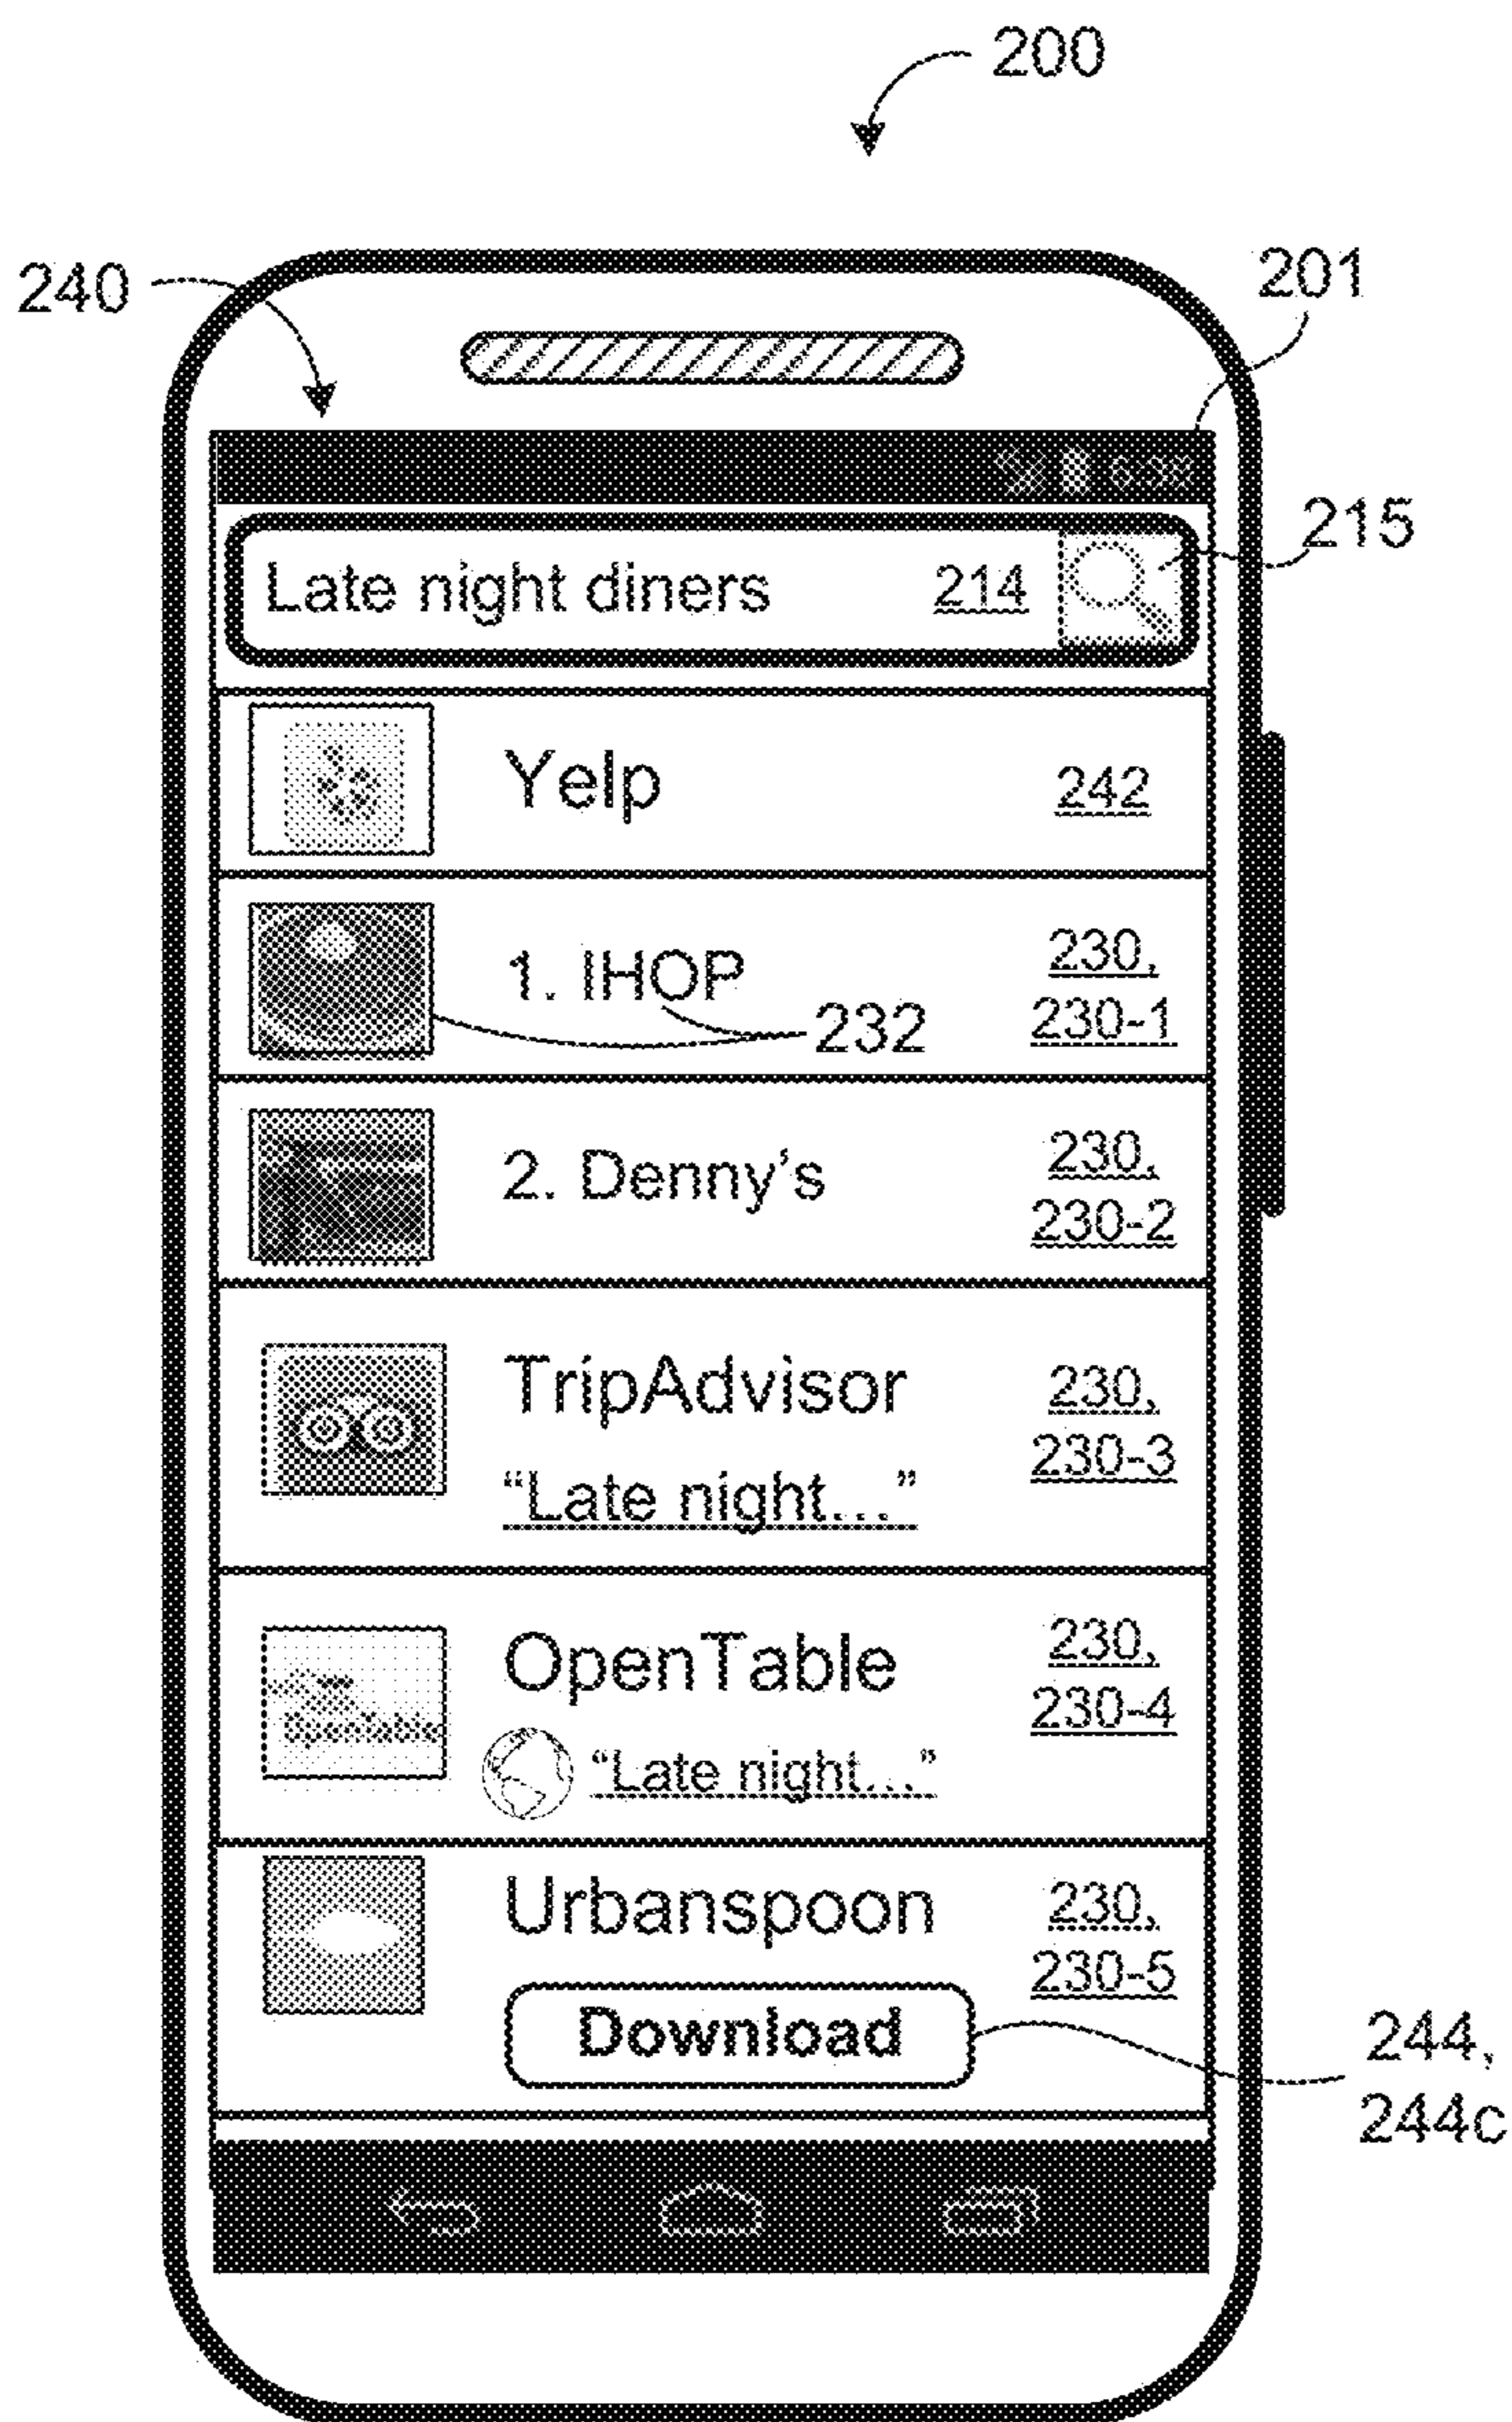 200
240
201
215
Late night diners 214
Yelp 242
1. IHOP 230,
230-1
232
2. Denny's 230,
230-2
TripAdvisor 230,
230-3
“Late night...”
OpenTable 230,
230-4
“Late night...”
Urbanspoon 230,
230-5
Download
244,
244c